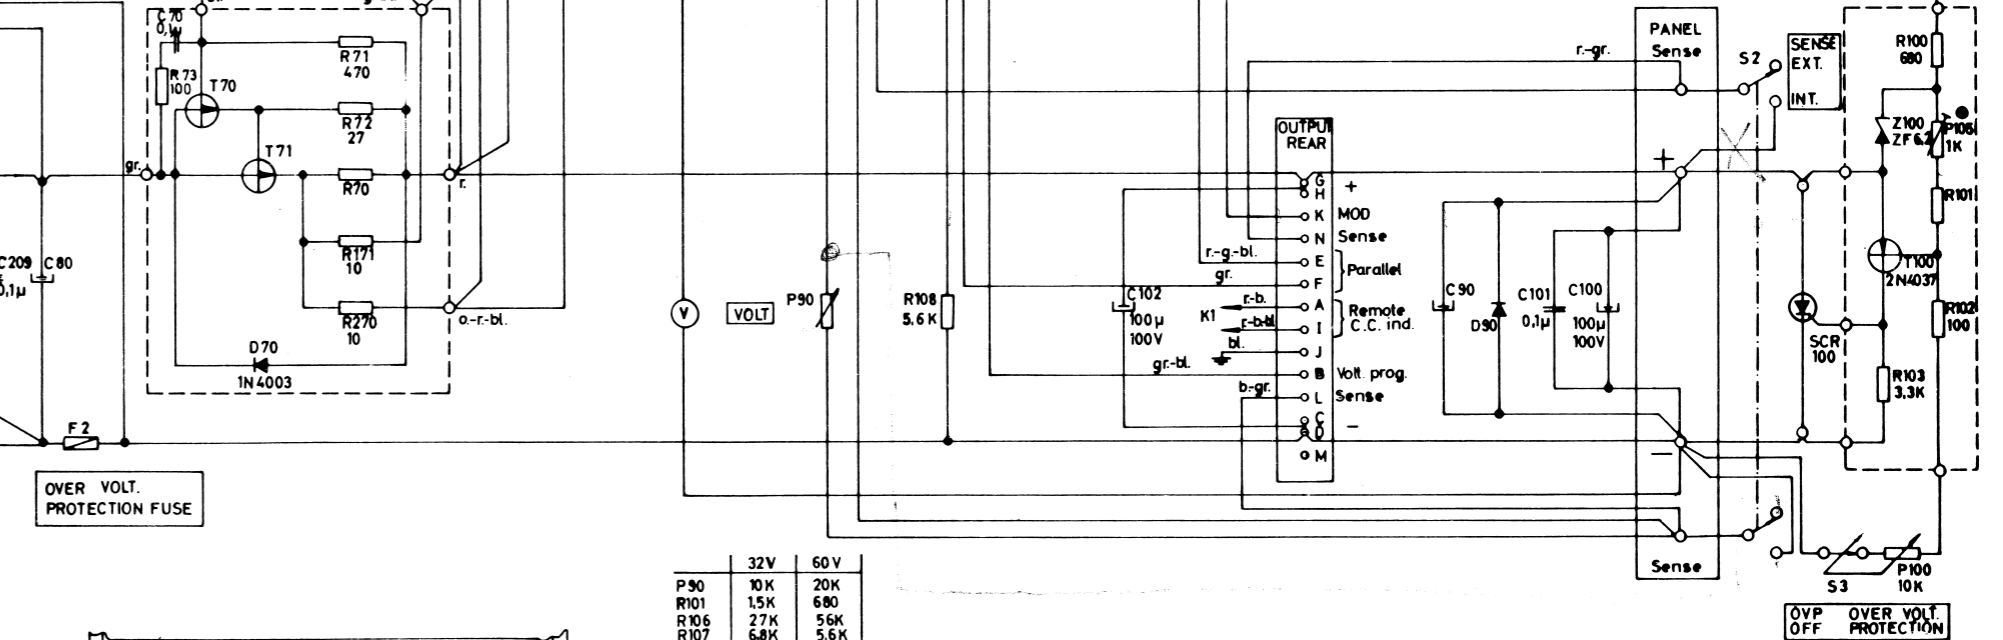 C70
0,1µ
R73
100
T70
R71
470
R72
27
T71
gr.
R70
r.
R171
10
R270
10
o.-r.-bl.
D70
1N4003
C209
0,1µ
C80
F2
OVER VOLT.
PROTECTION FUSE
V
VOLT
P90
R108
5,6K
C102
100µ
100V
OUTPUT
REAR
G
H
+
K MOD
N Sense
E
F
Parallel
A
I
Remote
C.C. ind.
J
B Volt. prog.
L Sense
C
D
–
M
r.-g.-bl.
gr.
r.-b.
K1
r.-b-bl
bl.
gr.-bl.
b.-gr.
r.-gr.
C90
D90
C101
0,1µ
C100
100µ
100V
PANEL
Sense
+
—
Sense
S2
SENSE
EXT.
INT.
R100
680
Z100
ZF6.2
P105
1K
R101
T100
2N4037
R102
100
SCR
100
R103
3,3K
S3
P100
10K
OVP OVER VOLT.
OFF PROTECTION
32V 60V
P90 10K 20K
R101 1,5K 680
R106 27K 56K
R107 6,8K 5,6K